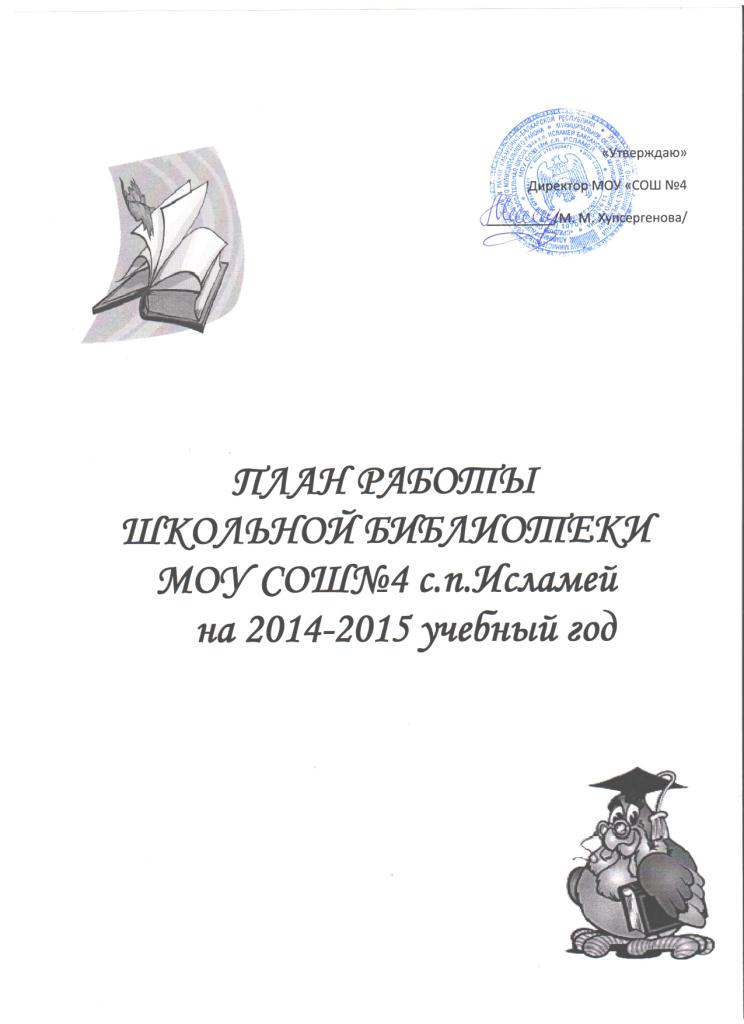 «Утверждаю»
Директор МОУ «СОШ №4
/М. М. Хупсергенова/
ПЛАН РАБОТЫ
ШКОЛЬНОЙ БИБЛИОТЕКИ
МОУ СОШ№4 с.п.Исламей
на 2014-2015 учебный год